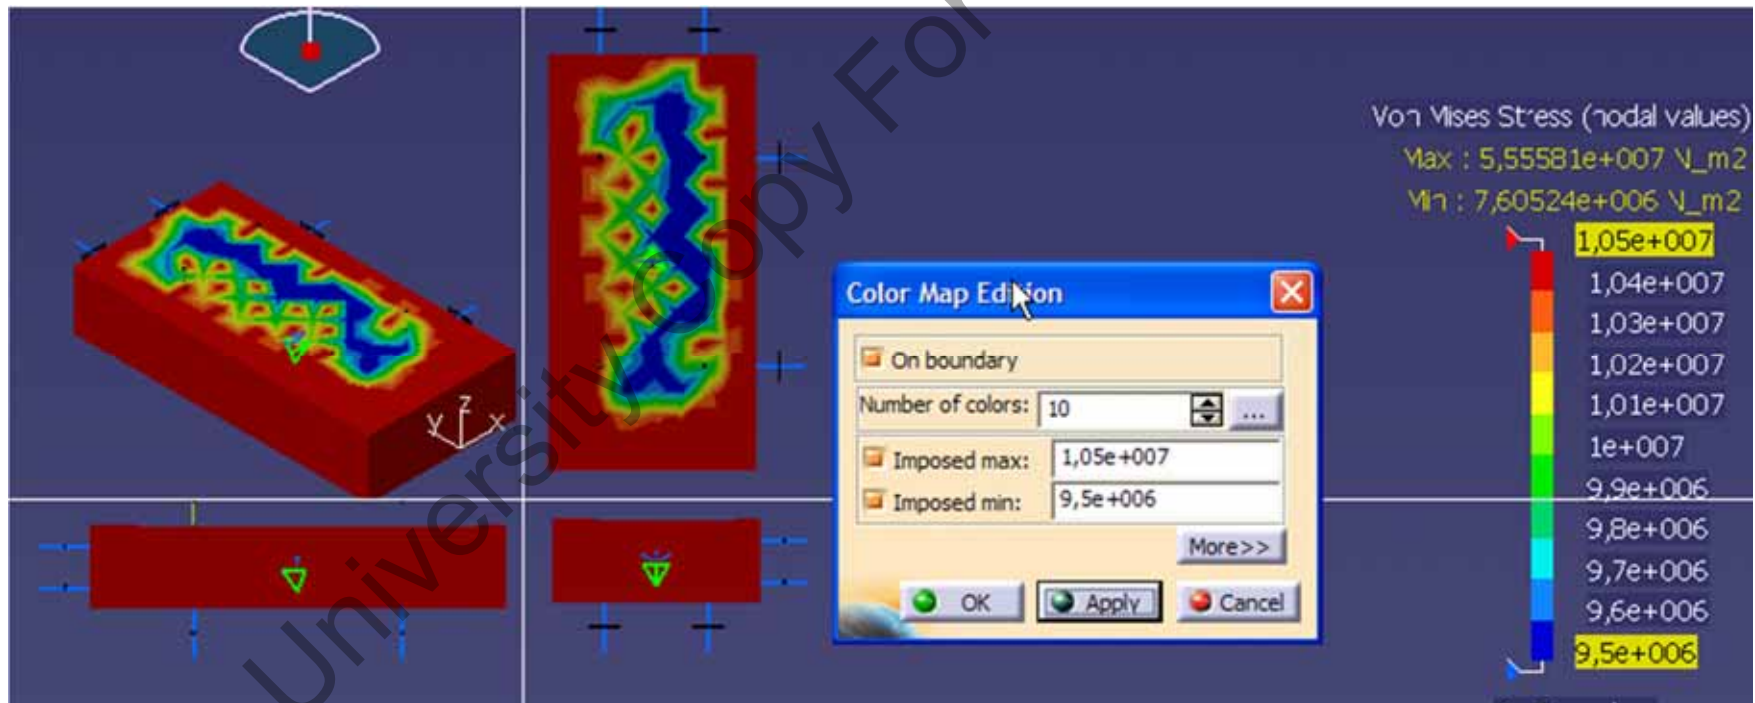 University Copy For
Von Mises Stress (nodal values)
Max : 5,55581e+007 N_m2
Min : 7,60524e+006 N_m2
1,05e+007
1,04e+007
1,03e+007
1,02e+007
1,01e+007
1e+007
9,9e+006
9,8e+006
9,7e+006
9,6e+006
9,5e+006
Color Map Edition
On boundary
Number of colors: 10 ...
Imposed max: 1,05e+007
Imposed min: 9,5e+006
More>>
OK Apply Cancel
z
y x